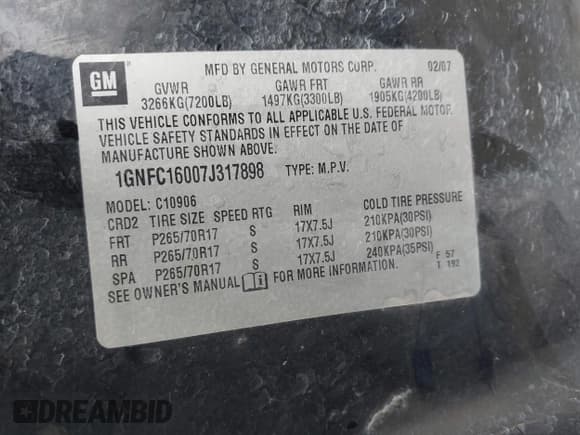 GM
MFD BY GENERAL MOTORS CORP. 02/07
GVWR GAWR FRT GAWR RR
3266KG(7200LB) 1497KG(3300LB) 1905KG(4200LB)
THIS VEHICLE CONFORMS TO ALL APPLICABLE U.S. FEDERAL MOTOR
VEHICLE SAFETY STANDARDS IN EFFECT ON THE DATE OF
MANUFACTURE SHOWN ABOVE.
1GNFC16007J317898 TYPE: M.P.V.
MODEL: C10906
CRD2 TIRE SIZE SPEED RTG RIM COLD TIRE PRESSURE
FRT P265/70R17 S 17X7.5J 210KPA(30PSI)
RR P265/70R17 S 17X7.5J 210KPA(30PSI)
SPA P265/70R17 S 17X7.5J 240KPA(35PSI)
SEE OWNER'S MANUAL FOR MORE INFORMATION.
F 57
T 192
DREAMBID